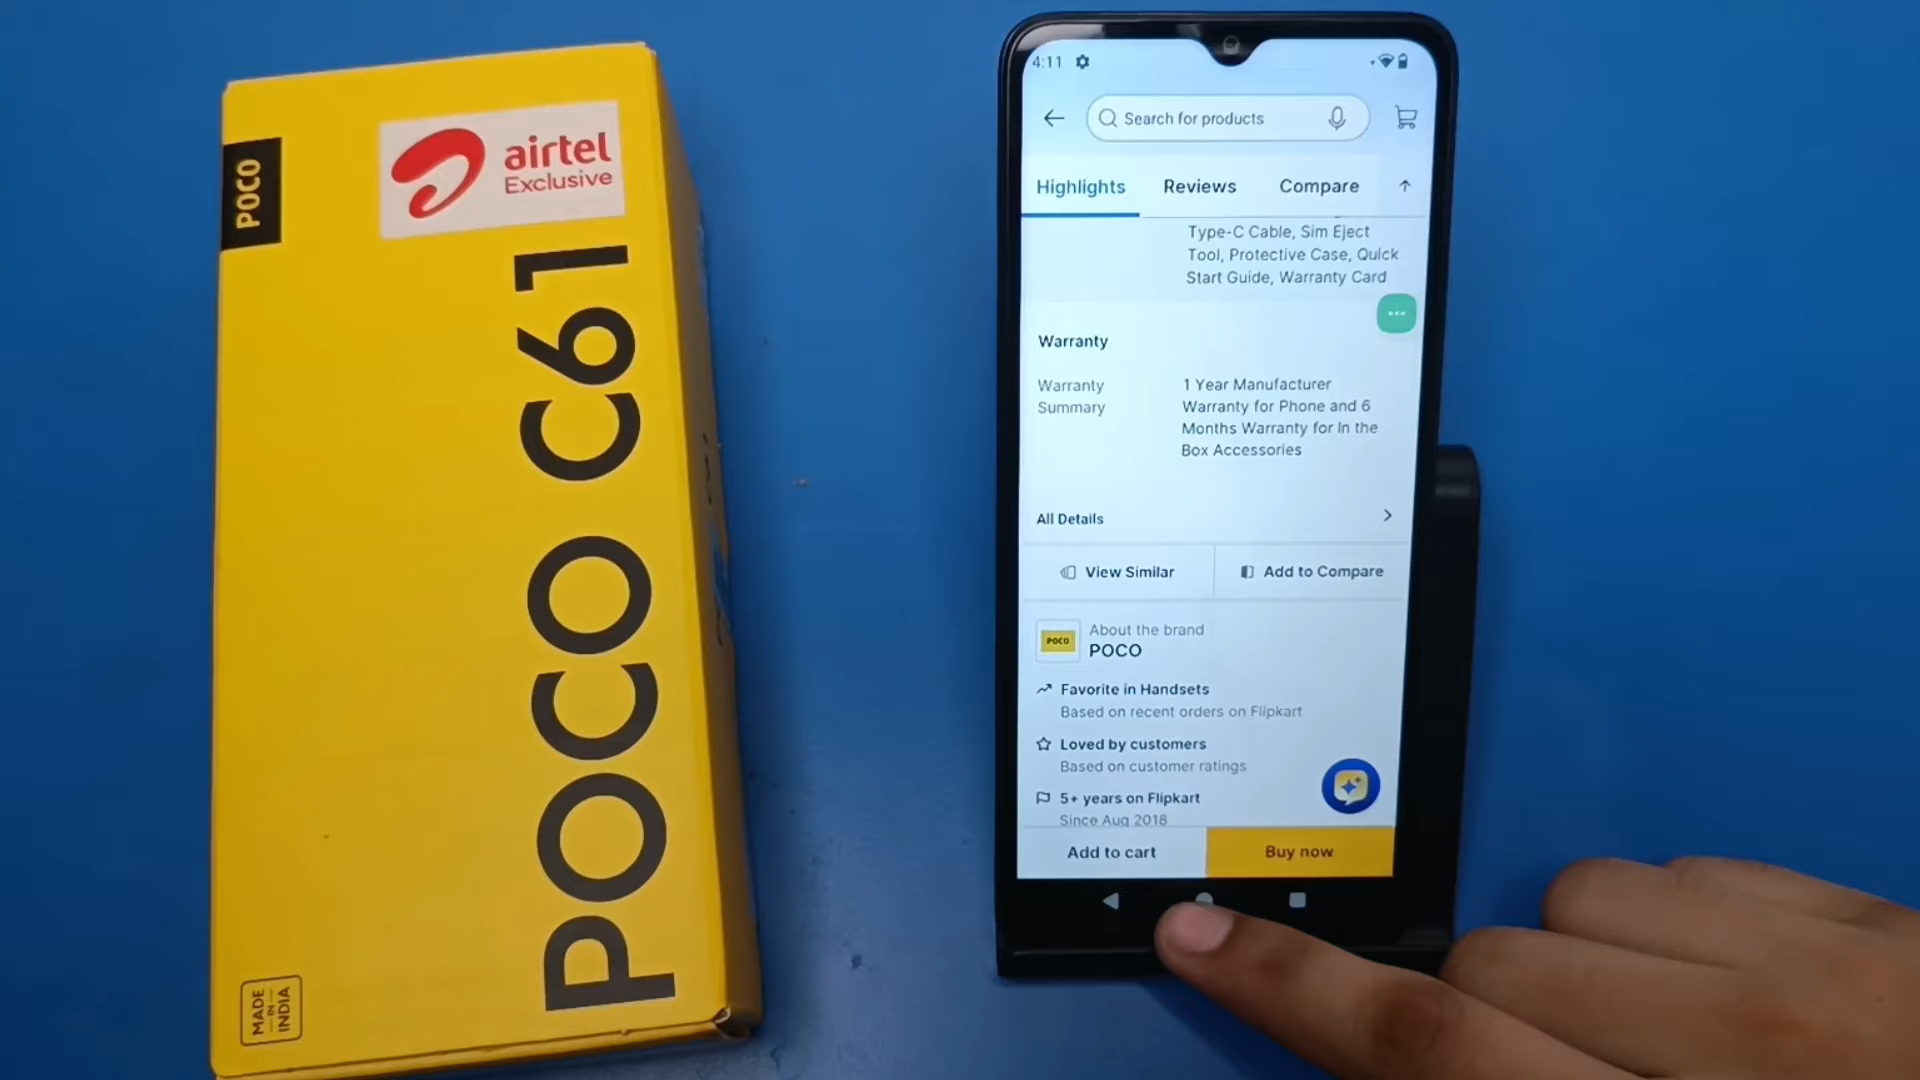 POCO
airtel
Exclusive
POCO C61
MADE
IN
INDIA
4:11
Search for products
Highlights Reviews Compare
Type-C Cable, Sim Eject
Tool, Protective Case, Quick
Start Guide, Warranty Card
Warranty
Warranty
Summary
1 Year Manufacturer
Warranty for Phone and 6
Months Warranty for In the
Box Accessories
All Details
View Similar
Add to Compare
POCO
About the brand
POCO
Favorite in Handsets
Based on recent orders on Flipkart
Loved by customers
Based on customer ratings
5+ years on Flipkart
Since Aug 2018
Add to cart
Buy now